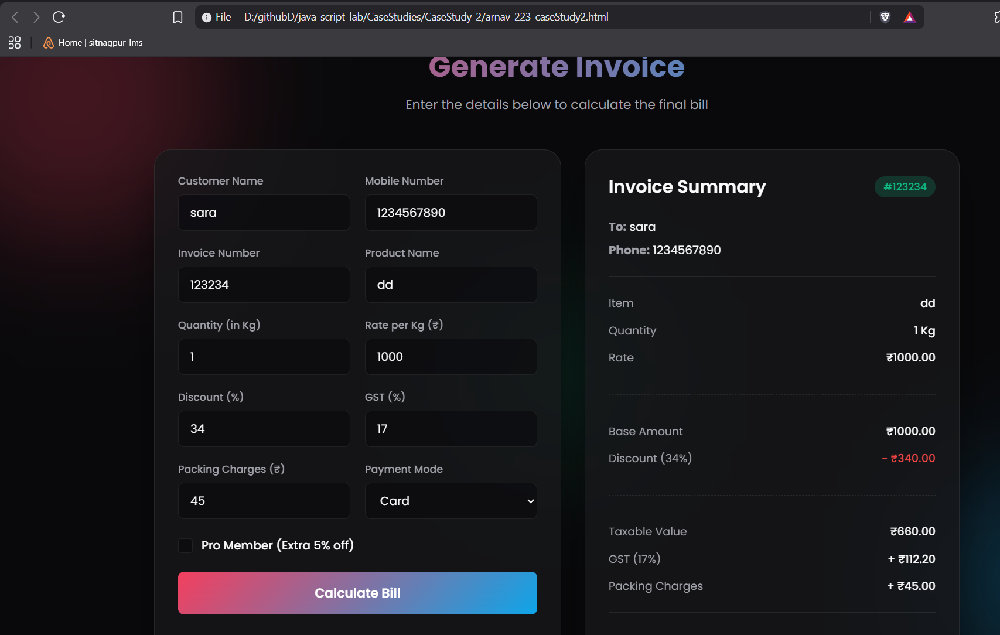 File D:/githubD/java_script_lab/CaseStudies/CaseStudy_2/arnav_223_caseStudy2.html
Home | sitnagpur-lms
Generate Invoice
Enter the details below to calculate the final bill
Customer Name
Mobile Number
sara
1234567890
Invoice Number
Product Name
123234
dd
Quantity (in Kg)
Rate per Kg (₹)
1
1000
Discount (%)
GST (%)
34
17
Packing Charges (₹)
Payment Mode
45
Card
Pro Member (Extra 5% off)
Calculate Bill
Invoice Summary
#123234
To: sara
Phone: 1234567890
Item dd
Quantity 1 Kg
Rate ₹1000.00
Base Amount ₹1000.00
Discount (34%) - ₹340.00
Taxable Value ₹660.00
GST (17%) + ₹112.20
Packing Charges + ₹45.00